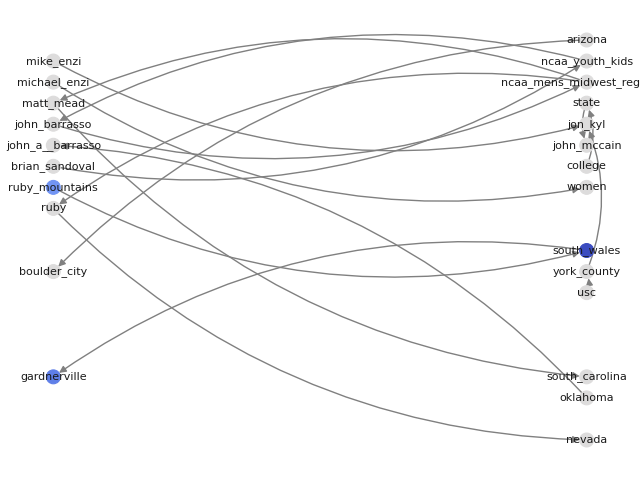 mike_enzi
michael_enzi
matt_mead
john_barrasso
john_a__barrasso
brian_sandoval
ruby_mountains
ruby
boulder_city
gardnerville
arizona
ncaa_youth_kids
ncaa_mens_midwest_reg
state
jon_kyl
john_mccain
college
women
south_wales
york_county
usc
south_carolina
oklahoma
nevada